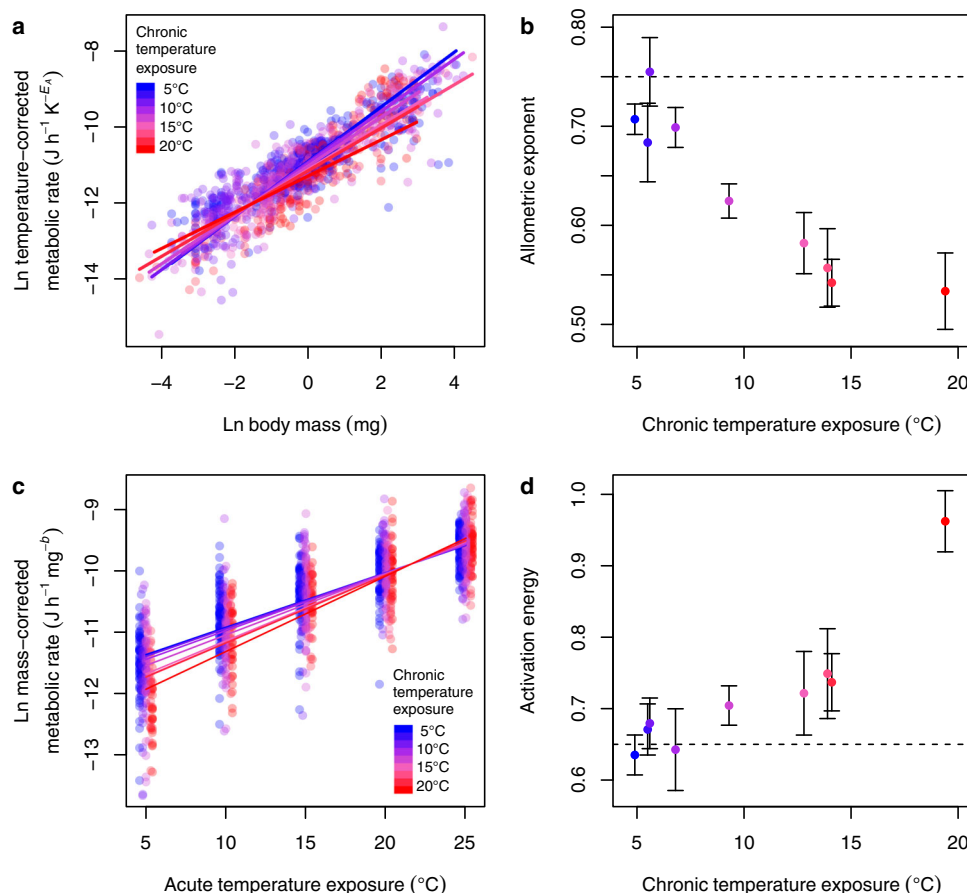 a
Chronic
temperature
exposure
5°C
10°C
15°C
20°C
Ln temperature−corrected
metabolic rate (J h⁻¹ K⁻ᴱᴬ)
−8
−10
−12
−14
−4
−2
0
2
4
Ln body mass (mg)
b
Allometric exponent
0.80
0.70
0.60
0.50
5
10
15
20
Chronic temperature exposure (°C)
c
Ln mass−corrected
metabolic rate (J h⁻¹ mg⁻ᵇ)
−9
−10
−11
−12
−13
Chronic
temperature
exposure
5°C
10°C
15°C
20°C
5
10
15
20
25
Acute temperature exposure (°C)
d
Activation energy
1.0
0.9
0.8
0.7
0.6
5
10
15
20
Chronic temperature exposure (°C)